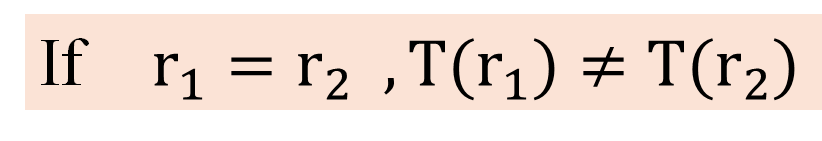 If r₁ = r₂ ,T(r₁) ≠ T(r₂)